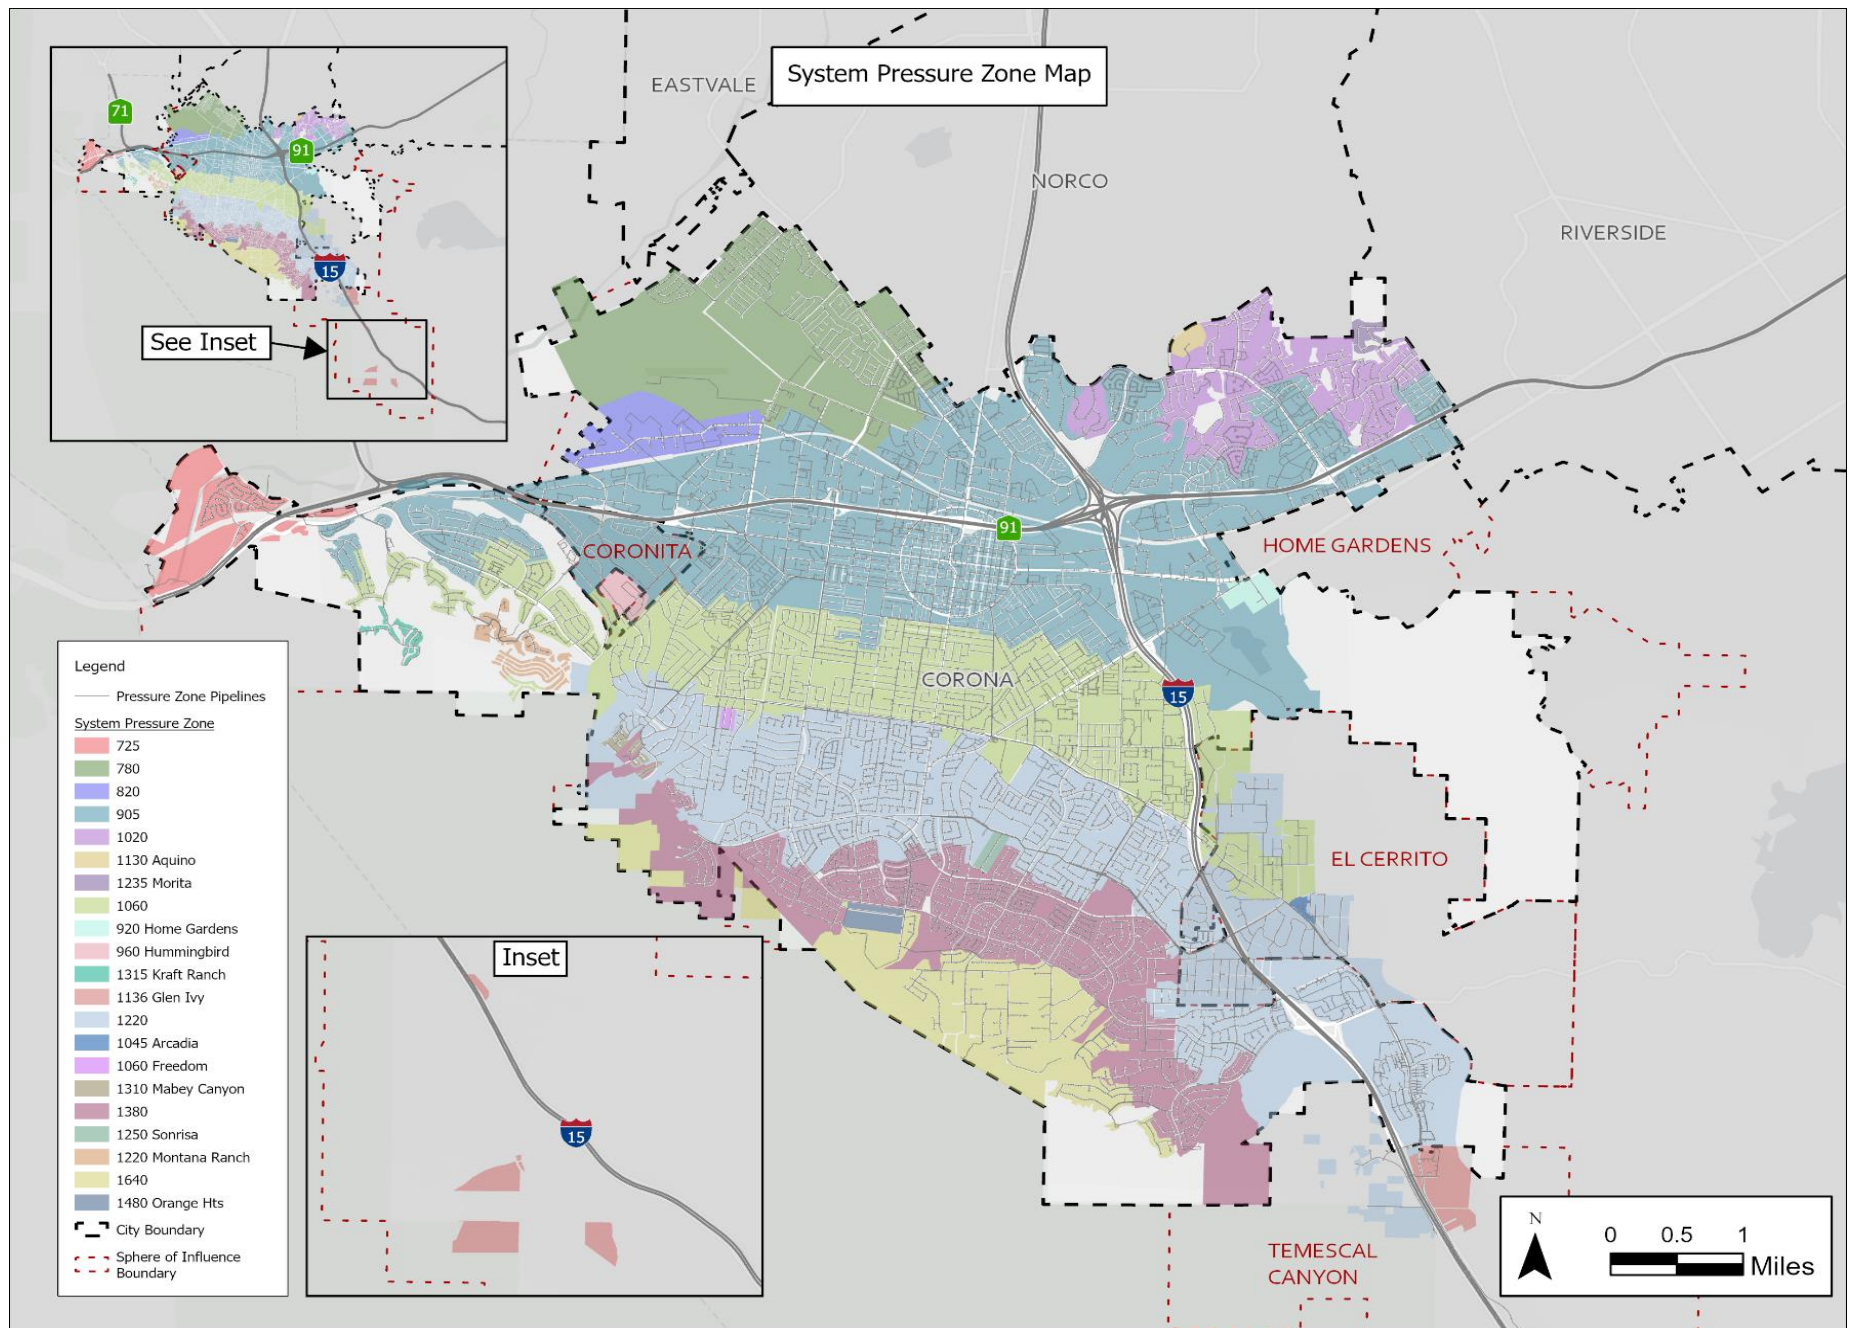 System Pressure Zone Map
EASTVALE
NORCO
RIVERSIDE
71
91
15
See Inset
91
CORONITA
HOME GARDENS
CORONA
15
EL CERRITO
TEMESCAL
CANYON
Legend
Pressure Zone Pipelines
System Pressure Zone
725
780
820
905
1020
1130 Aquino
1235 Morita
1060
920 Home Gardens
960 Hummingbird
1315 Kraft Ranch
1136 Glen Ivy
1220
1045 Arcadia
1060 Freedom
1310 Mabey Canyon
1380
1250 Sonrisa
1220 Montana Ranch
1640
1480 Orange Hts
City Boundary
Sphere of Influence
Boundary
Inset
15
N
0 0.5 1
Miles